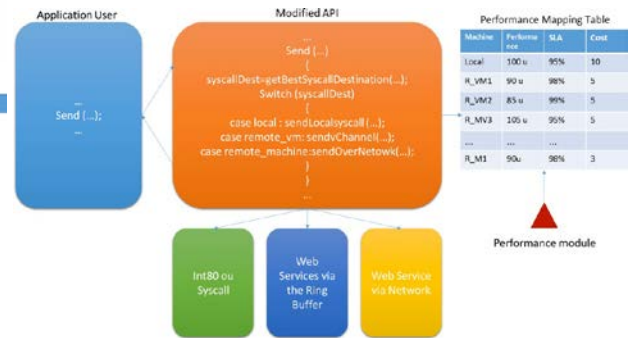 Application User
...
Send (...);
...
Modified API
...
Send (...)
{
syscallDest=getBestSyscallDestination(...);
Switch (syscallDest)
{
case local : sendLocalsyscall (...);
case remote_vm: sendvChannel(...);
case remote_machine:sendOverNetowk(...);
}
}
...
Int80 ou
Syscall
Web
Services via
the Ring
Buffer
Web Service
via Network
Performance Mapping Table
Machine Performa nce SLA Cost
Local 100 u 95% 10
R_VM1 90 u 98% 5
R_VM2 85 u 99% 5
R_MV3 105 u 95% 5
... ... ... ...
R_M1 90u 98% 3
Performance module